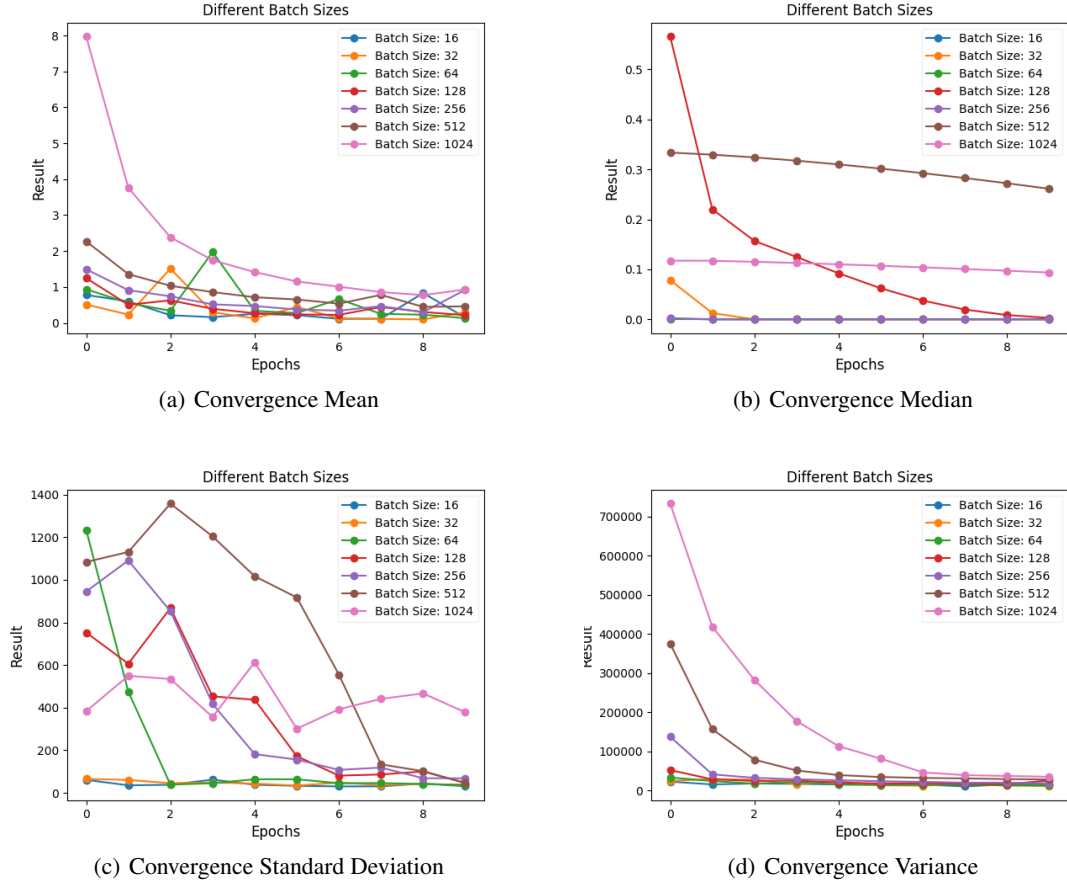 Different Batch Sizes
Result
8
7
6
5
4
3
2
1
0
Batch Size: 16
Batch Size: 32
Batch Size: 64
Batch Size: 128
Batch Size: 256
Batch Size: 512
Batch Size: 1024
0 2 4 6 8
Epochs
(a) Convergence Mean
Different Batch Sizes
Result
0.5
0.4
0.3
0.2
0.1
0.0
Batch Size: 16
Batch Size: 32
Batch Size: 64
Batch Size: 128
Batch Size: 256
Batch Size: 512
Batch Size: 1024
0 2 4 6 8
Epochs
(b) Convergence Median
Different Batch Sizes
Result
1400
1200
1000
800
600
400
200
0
Batch Size: 16
Batch Size: 32
Batch Size: 64
Batch Size: 128
Batch Size: 256
Batch Size: 512
Batch Size: 1024
0 2 4 6 8
Epochs
(c) Convergence Standard Deviation
Different Batch Sizes
Result
700000
600000
500000
400000
300000
200000
100000
0
Batch Size: 16
Batch Size: 32
Batch Size: 64
Batch Size: 128
Batch Size: 256
Batch Size: 512
Batch Size: 1024
0 2 4 6 8
Epochs
(d) Convergence Variance